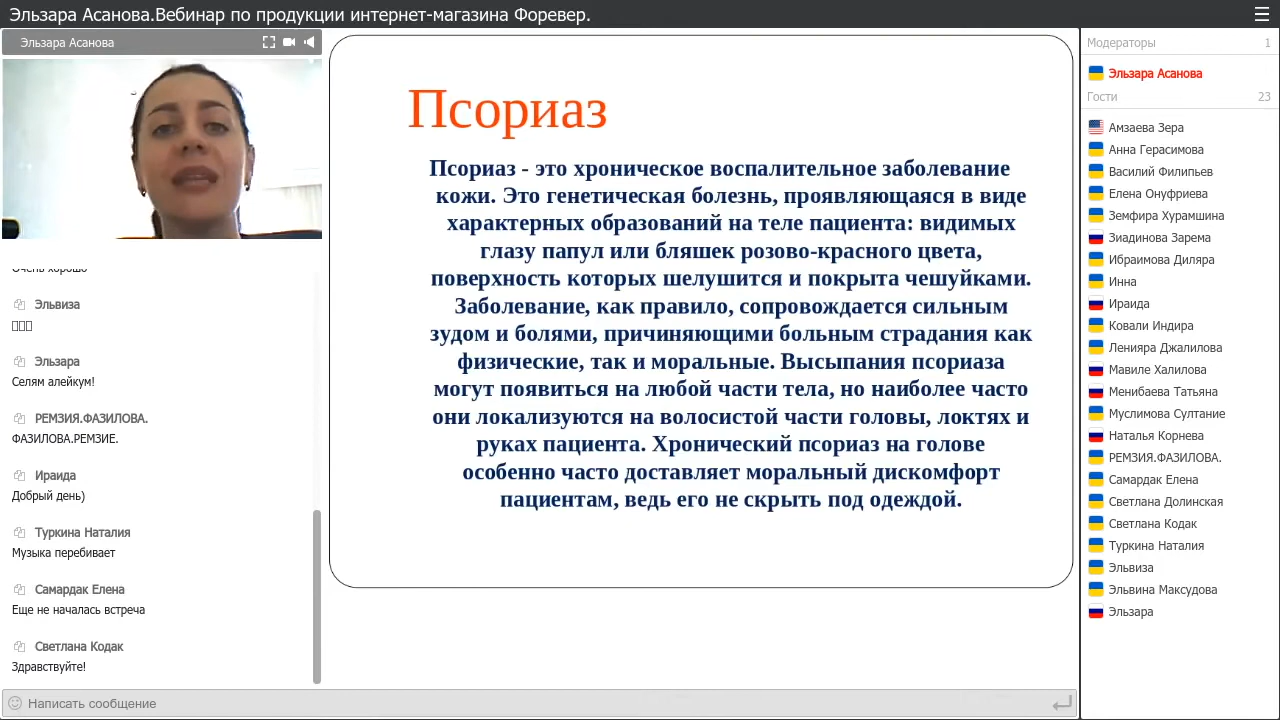 Эльзара Асанова.Вебинар по продукции интернет-магазина Форевер.
Эльзара Асанова
Очень хорошо
Эльвиза
Эльзара
Селям алейкум!
РЕМЗИЯ.ФАЗИЛОВА.
ФАЗИЛОВА.РЕМЗИЕ.
Ираида
Добрый день)
Туркина Наталия
Музыка перебивает
Самардак Елена
Еще не началась встреча
Светлана Кодак
Здравствуйте!
Написать сообщение
Псориаз
Псориаз - это хроническое воспалительное заболевание
кожи. Это генетическая болезнь, проявляющаяся в виде
характерных образований на теле пациента: видимых
глазу папул или бляшек розово-красного цвета,
поверхность которых шелушится и покрыта чешуйками.
Заболевание, как правило, сопровождается сильным
зудом и болями, причиняющими больным страдания как
физические, так и моральные. Высыпания псориаза
могут появиться на любой части тела, но наиболее часто
они локализуются на волосистой части головы, локтях и
руках пациента. Хронический псориаз на голове
особенно часто доставляет моральный дискомфорт
пациентам, ведь его не скрыть под одеждой.
Модераторы 1
Эльзара Асанова
Гости 23
Амзаева Зера
Анна Герасимова
Василий Филипьев
Елена Онуфриева
Земфира Хурамшина
Зиадинова Зарема
Ибраимова Диляра
Инна
Ираида
Ковали Индира
Ленияра Джалилова
Мавиле Халилова
Менибаева Татьяна
Муслимова Султание
Наталья Корнева
РЕМЗИЯ.ФАЗИЛОВА.
Самардак Елена
Светлана Долинская
Светлана Кодак
Туркина Наталия
Эльвиза
Эльвина Максудова
Эльзара